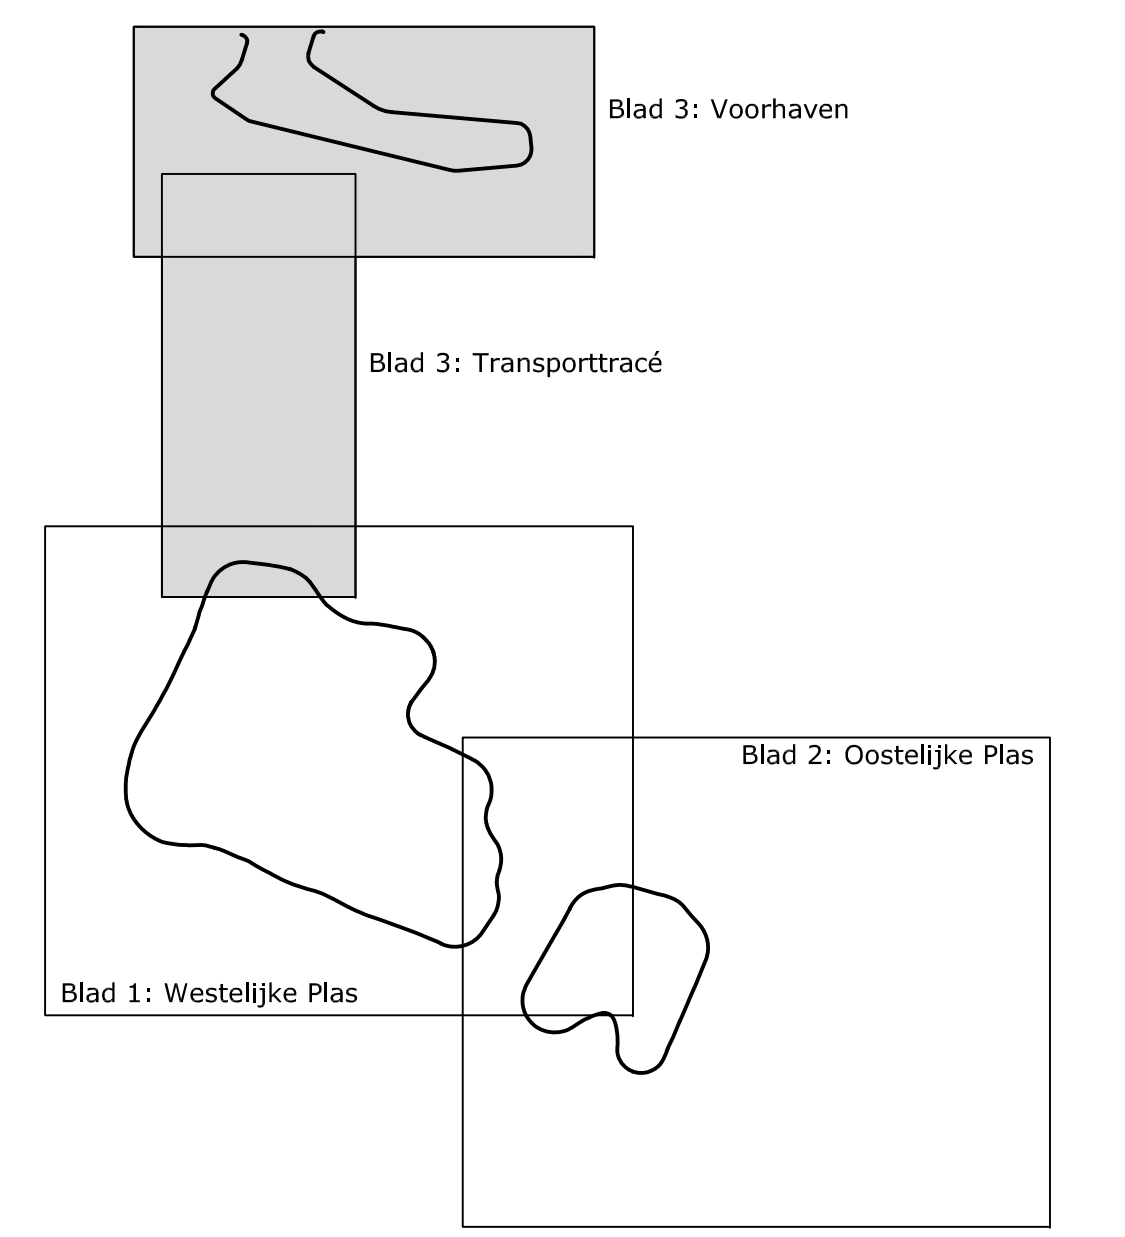 Blad 3: Voorhaven
Blad 3: Transporttracé
Blad 2: Oostelijke Plas
Blad 1: Westelijke Plas